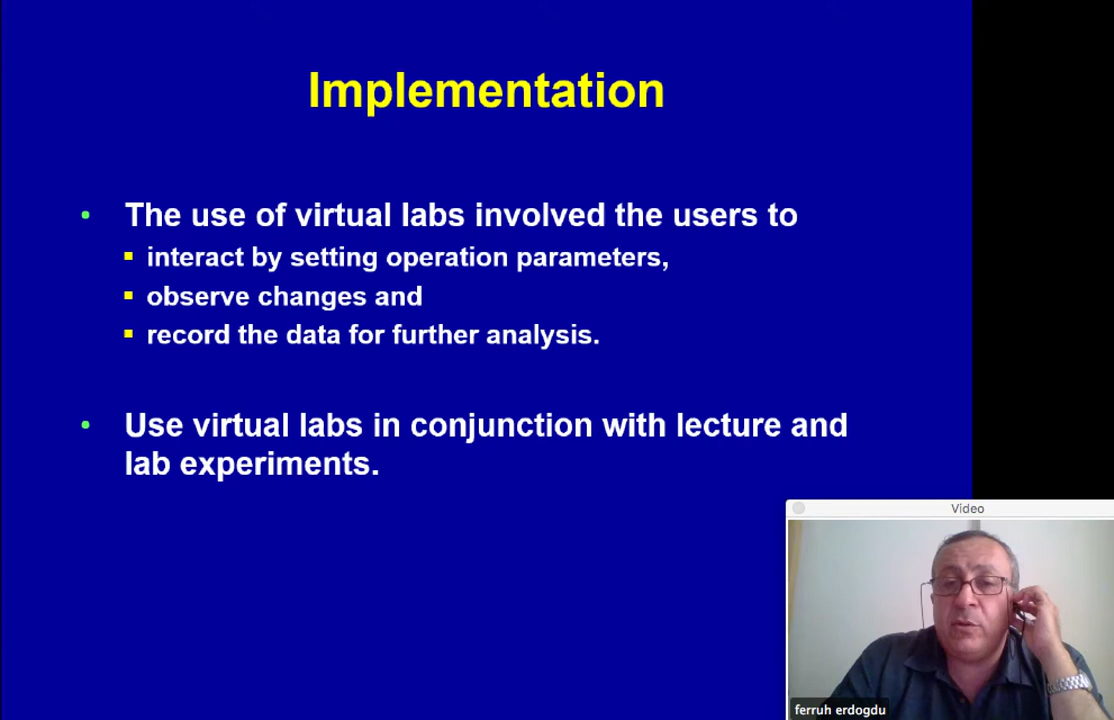 Implementation
• The use of virtual labs involved the users to
▪ interact by setting operation parameters,
▪ observe changes and
▪ record the data for further analysis.
• Use virtual labs in conjunction with lecture and
lab experiments.
Video
ferruh erdogdu